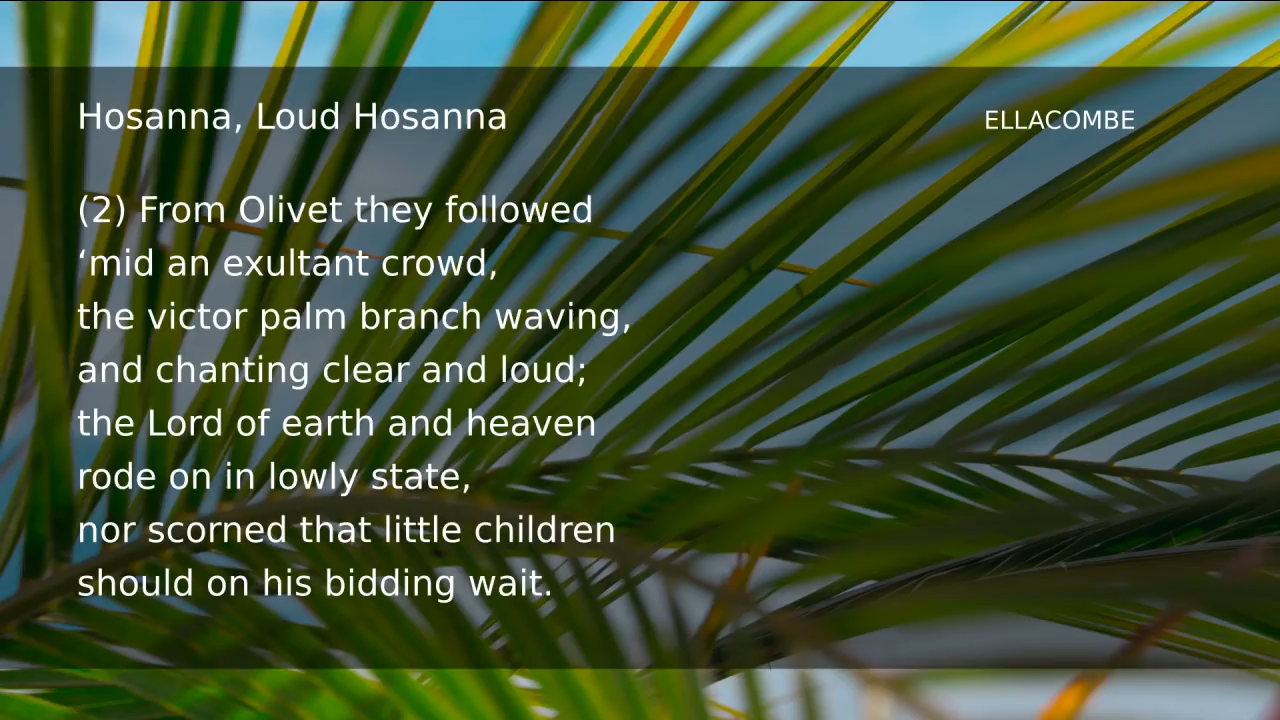 Hosanna, Loud Hosanna
ELLACOMBE
(2) From Olivet they followed
‘mid an exultant crowd,
the victor palm branch waving,
and chanting clear and loud;
the Lord of earth and heaven
rode on in lowly state,
nor scorned that little children
should on his bidding wait.